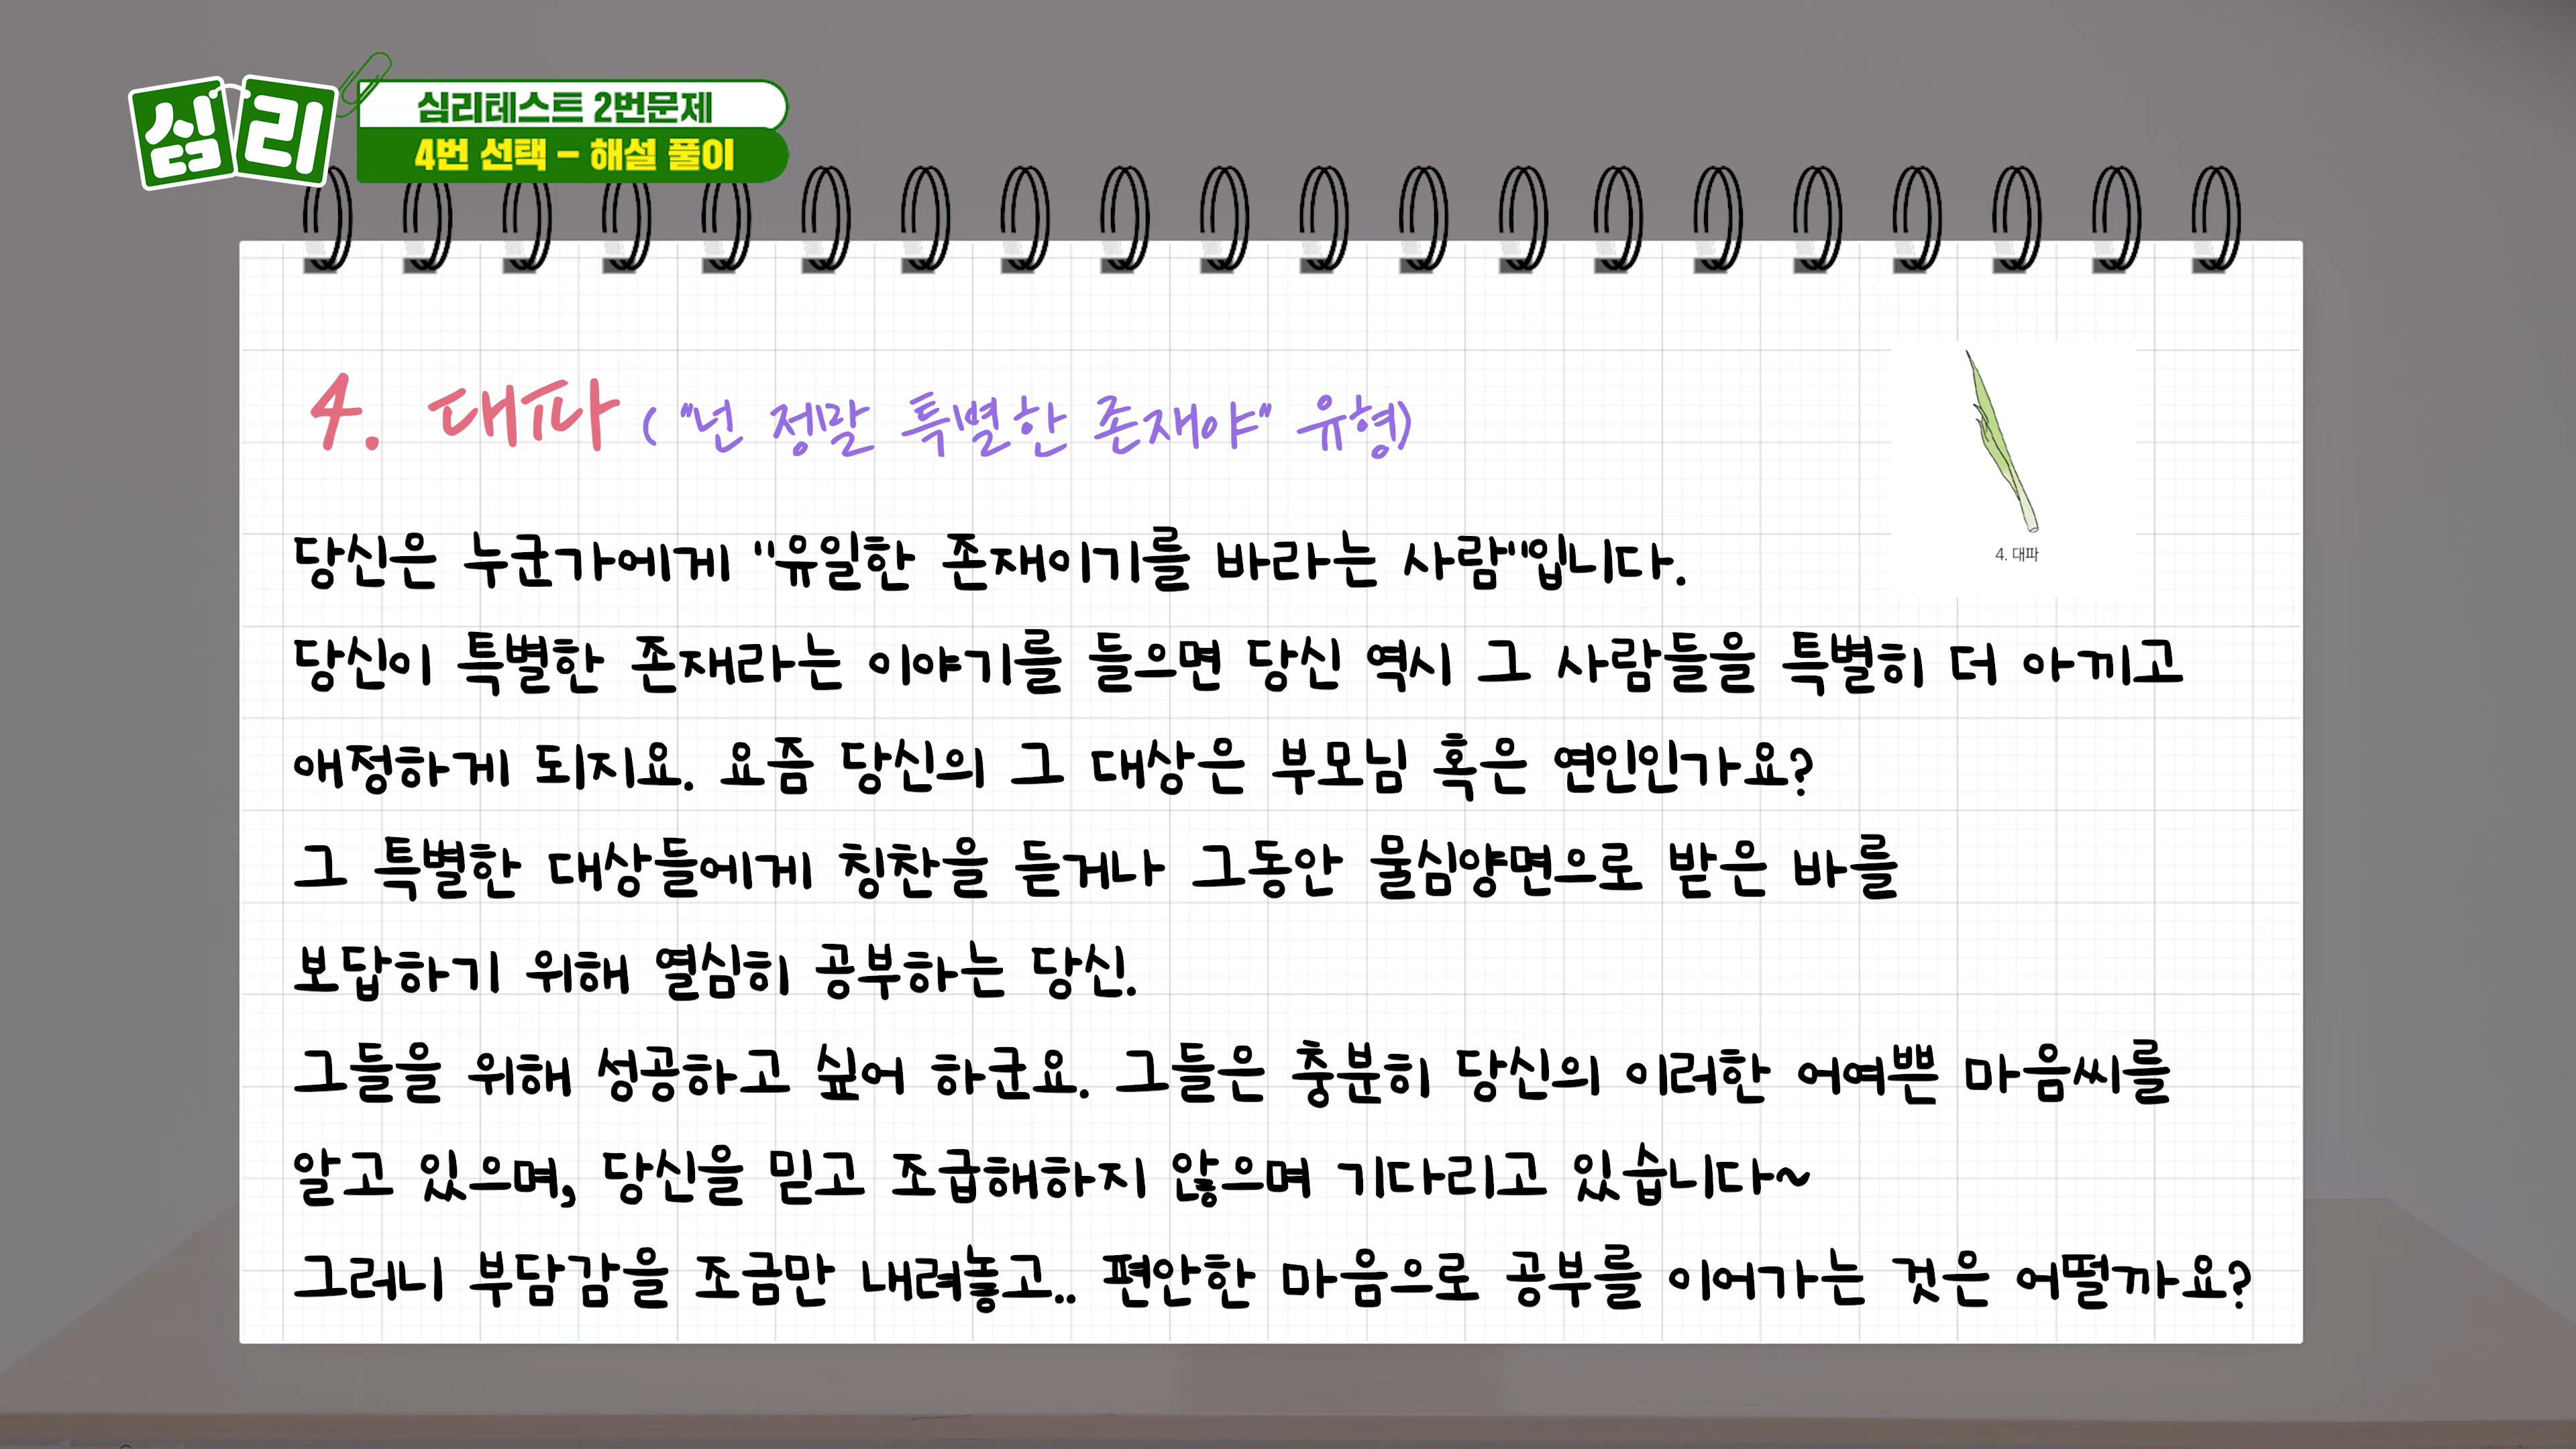 심리
심리테스트 2번문제
4번 선택 - 해설 풀이
4. 대파 ( "넌 정말 특별한 존재야" 유형)
4. 대파
당신은 누군가에게 "유일한 존재이기를 바라는 사람"입니다.
당신이 특별한 존재라는 이야기를 들으면 당신 역시 그 사람들을 특별히 더 아끼고
애정하게 되지요. 요즘 당신의 그 대상은 부모님 혹은 연인인가요?
그 특별한 대상들에게 칭찬을 듣거나 그동안 물심양면으로 받은 바를
보답하기 위해 열심히 공부하는 당신.
그들을 위해 성공하고 싶어 하군요. 그들은 충분히 당신의 이러한 어여쁜 마음씨를
알고 있으며, 당신을 믿고 조급해하지 않으며 기다리고 있습니다~
그러니 부담감을 조금만 내려놓고.. 편안한 마음으로 공부를 이어가는 것은 어떨까요?